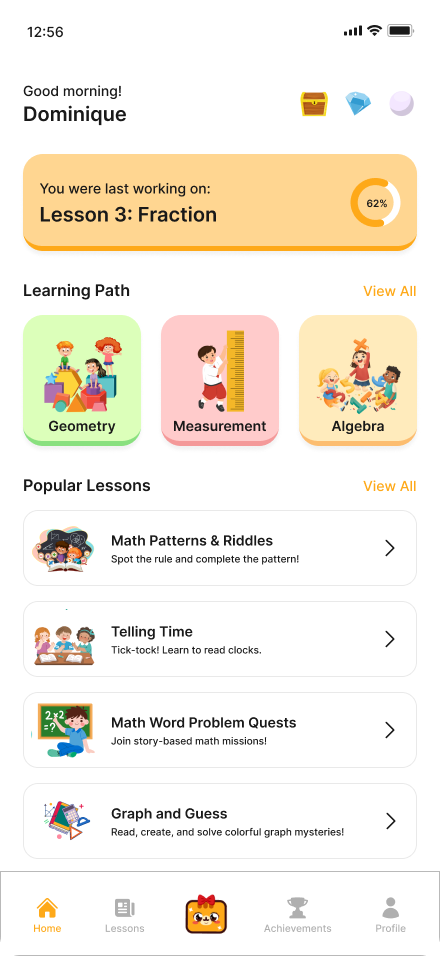 12:56
Good morning!
Dominique
You were last working on:
Lesson 3: Fraction
62%
Learning Path
View All
Geometry
Measurement
Algebra
Popular Lessons
View All
Math Patterns & Riddles
Spot the rule and complete the pattern!
Telling Time
Tick-tock! Learn to read clocks.
2x2
=?
Math Word Problem Quests
Join story-based math missions!
Graph and Guess
Read, create, and solve colorful graph mysteries!
Home
Lessons
Achievements
Profile